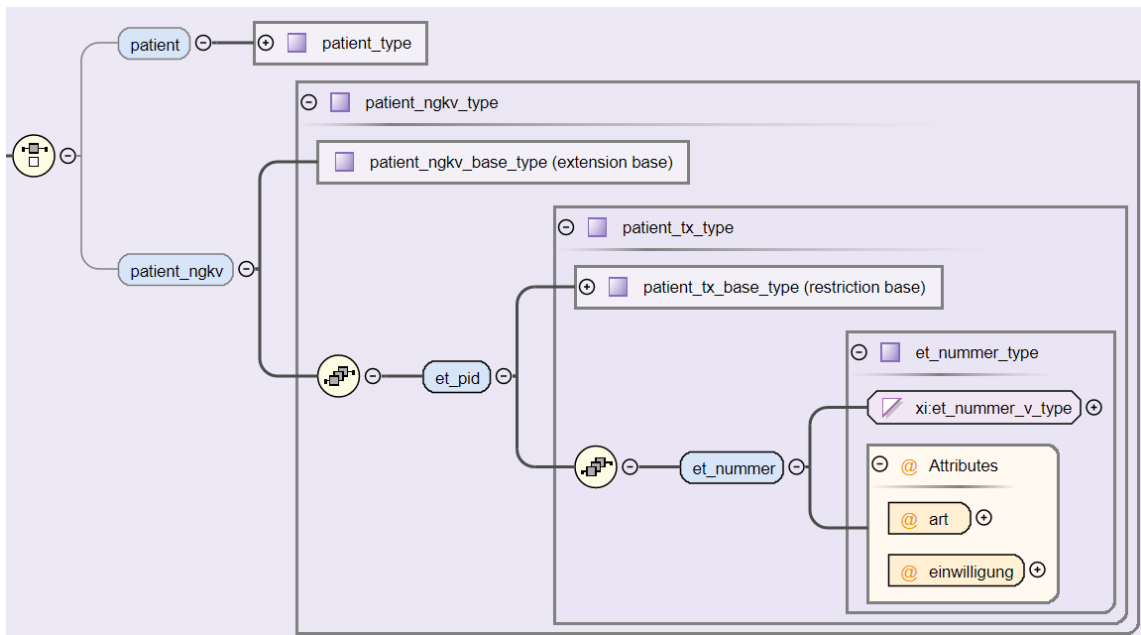 patient
patient_type
patient_ngkv_type
patient_ngkv_base_type (extension base)
patient_tx_type
patient_ngkv
patient_tx_base_type (restriction base)
et_nummer_type
et_pid
xi:et_nummer_v_type
et_nummer
@ Attributes
@ art
@ einwilligung